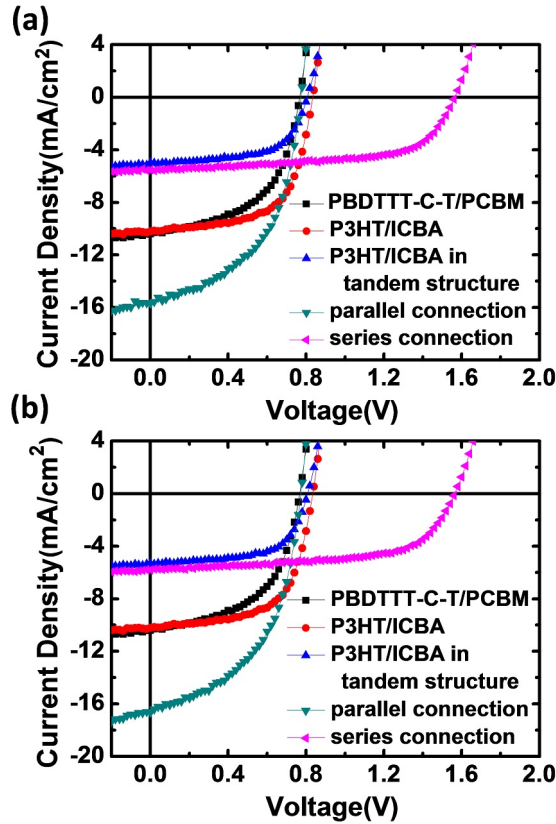 (a)
4
0
-4
-8
-12
-16
-20
Current Density(mA/cm²)
PBDTTT-C-T/PCBM
P3HT/ICBA
P3HT/ICBA in
tandem structure
parallel connection
series connection
0.0 0.4 0.8 1.2 1.6 2.0
Voltage(V)
(b)
4
0
-4
-8
-12
-16
-20
Current Density(mA/cm²)
PBDTTT-C-T/PCBM
P3HT/ICBA
P3HT/ICBA in
tandem structure
parallel connection
series connection
0.0 0.4 0.8 1.2 1.6 2.0
Voltage(V)